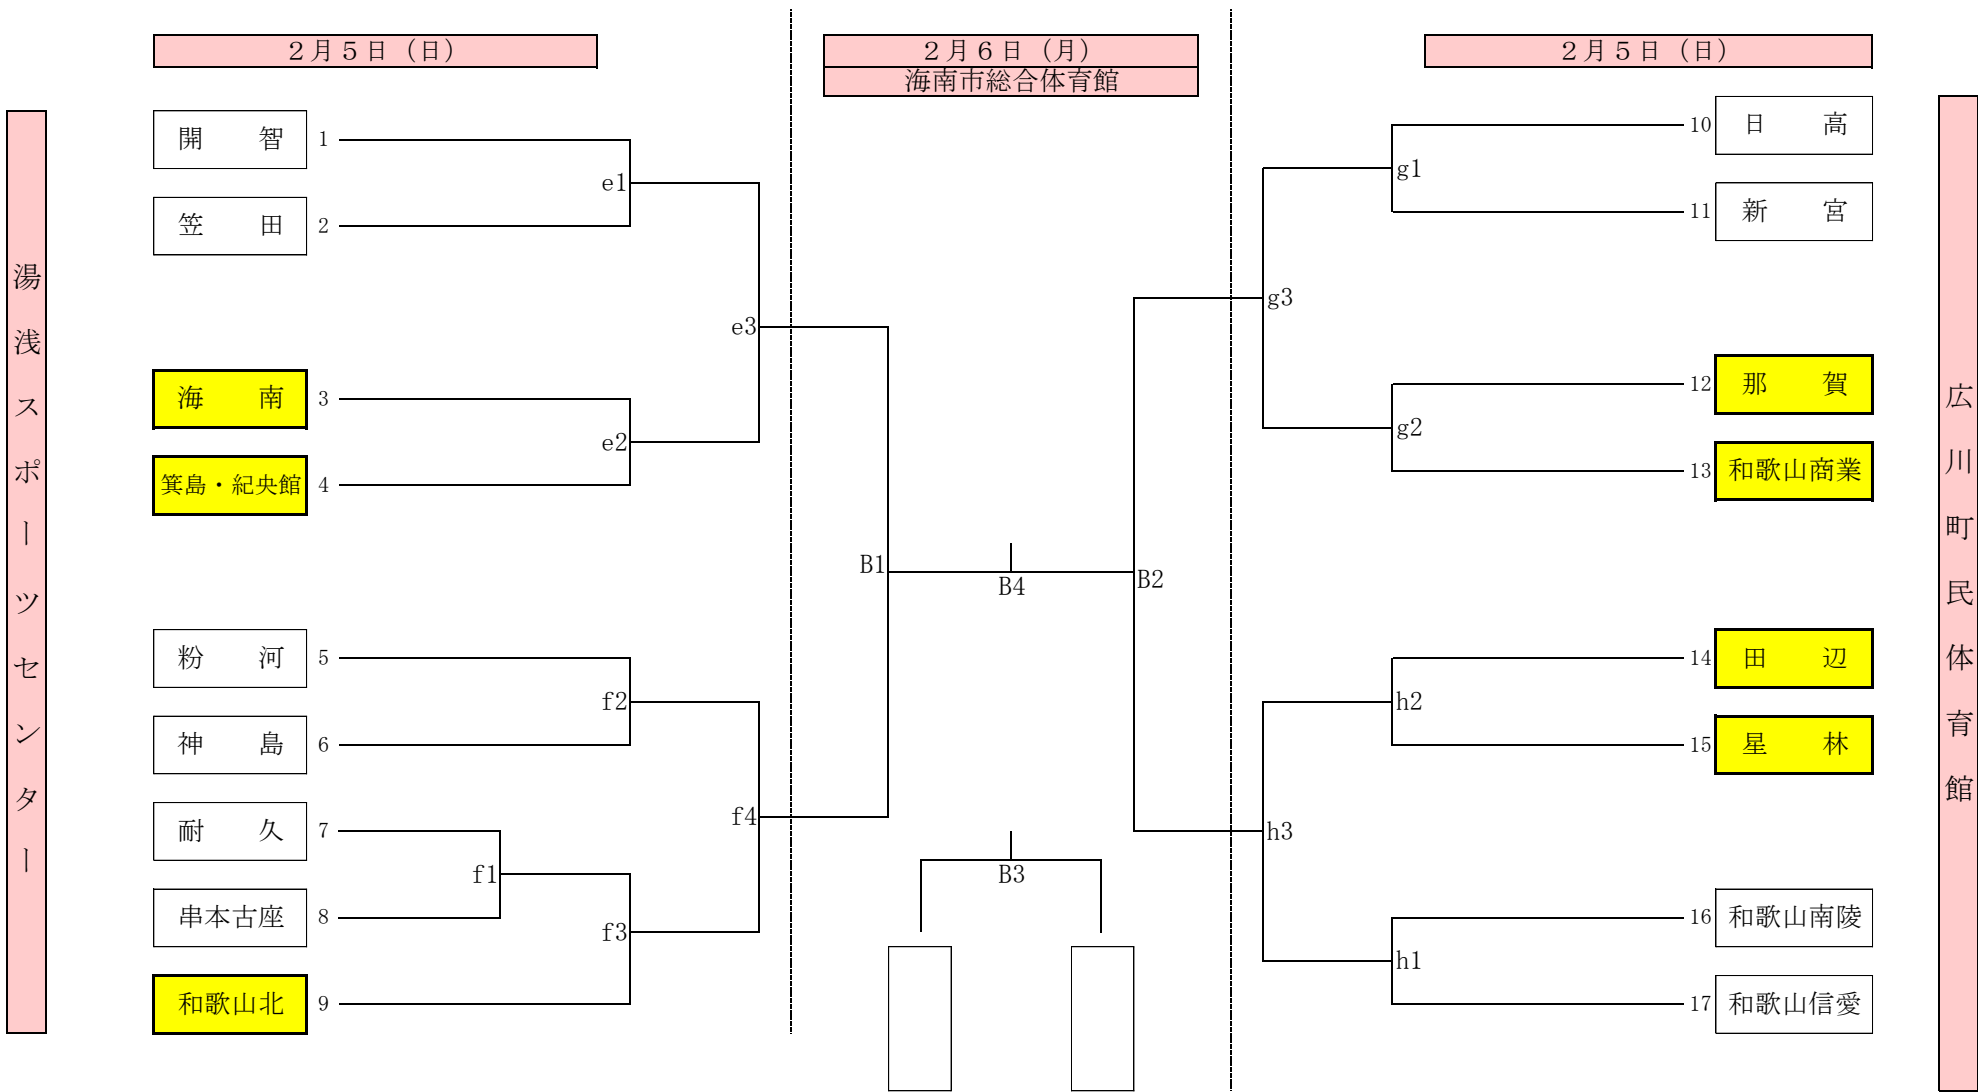 ２月５日（日）
２月６日（月）
海南市総合体育館
２月５日（日）
湯浅スポーツセンター
開　智 1
笠　田 2
海　南 3
箕島・紀央館 4
粉　河 5
神　島 6
耐　久 7
串本古座 8
和歌山北 9
e1
e2
e3
f2
f1
f3
f4
B1
B4
B2
B3
g1
g3
g2
h2
h3
h1
10 日　高
11 新　宮
12 那　賀
13 和歌山商業
14 田　辺
15 星　林
16 和歌山南陵
17 和歌山信愛
広川町民体育館